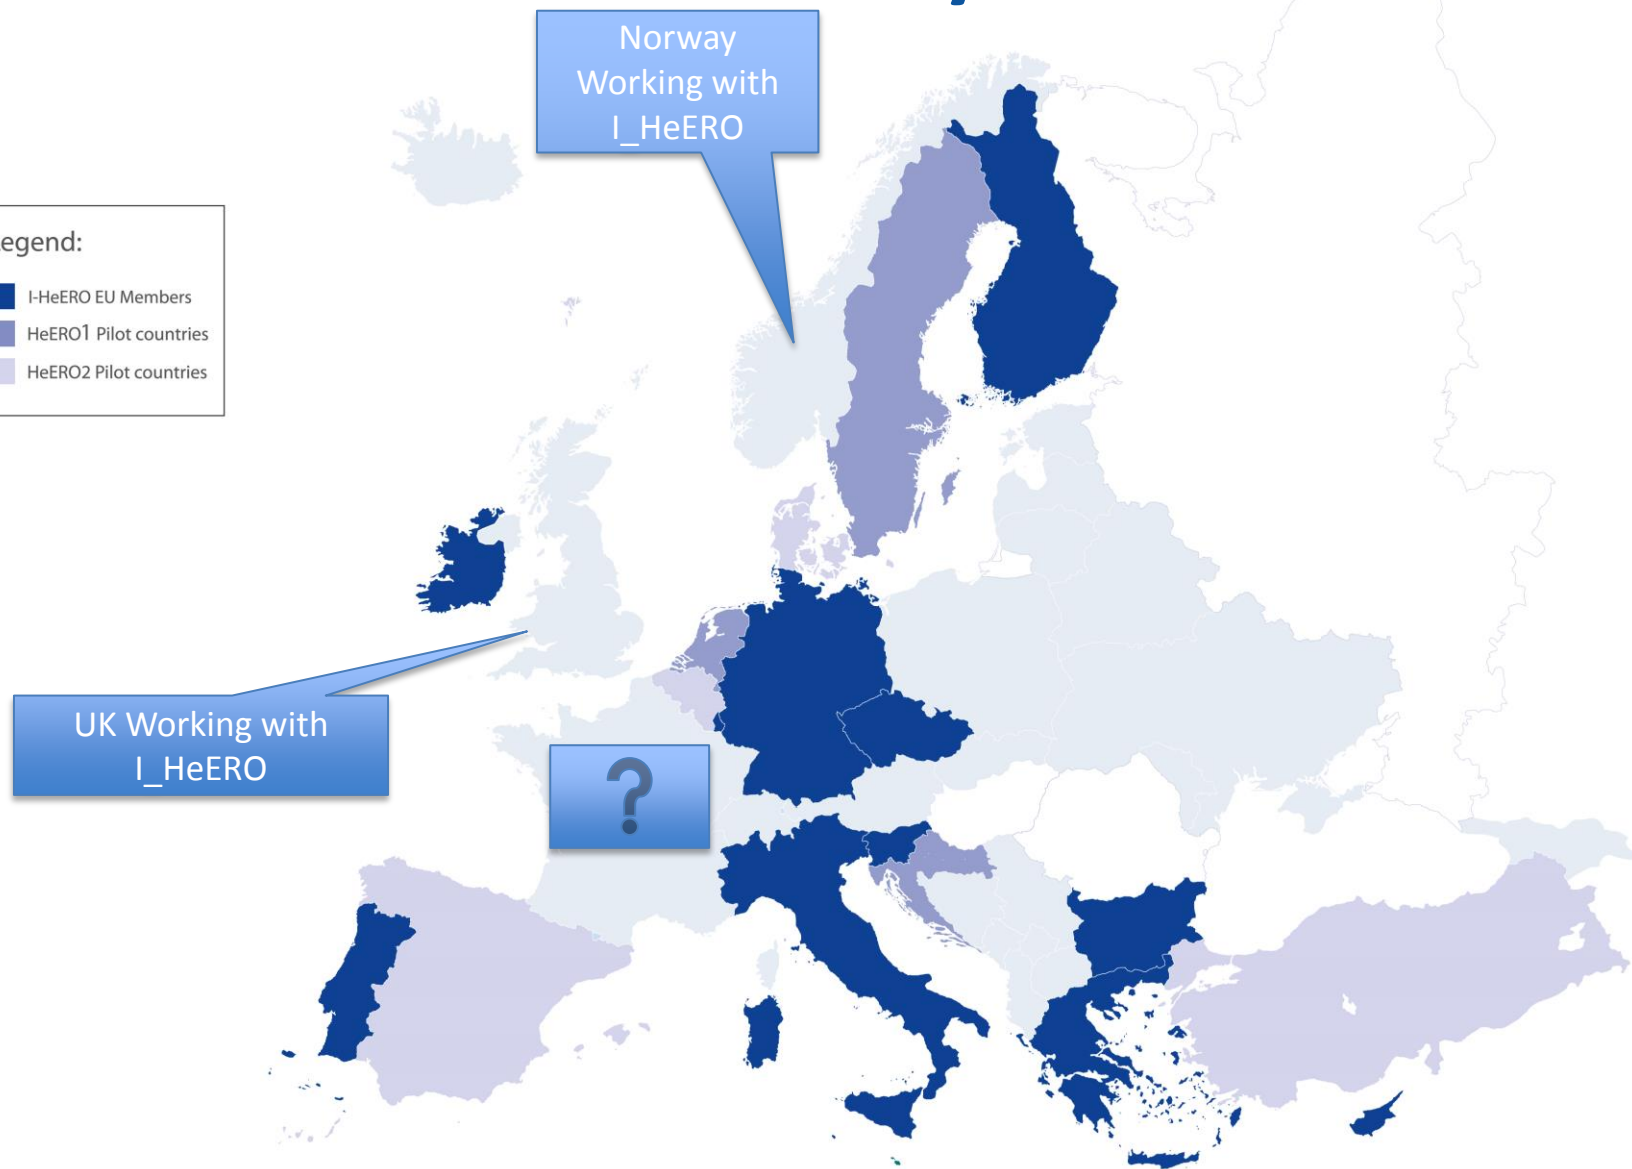 Norway
Working with
I_HeERO
egend:
I-HeERO EU Members
HeERO1 Pilot countries
HeERO2 Pilot countries
UK Working with
I_HeERO
?